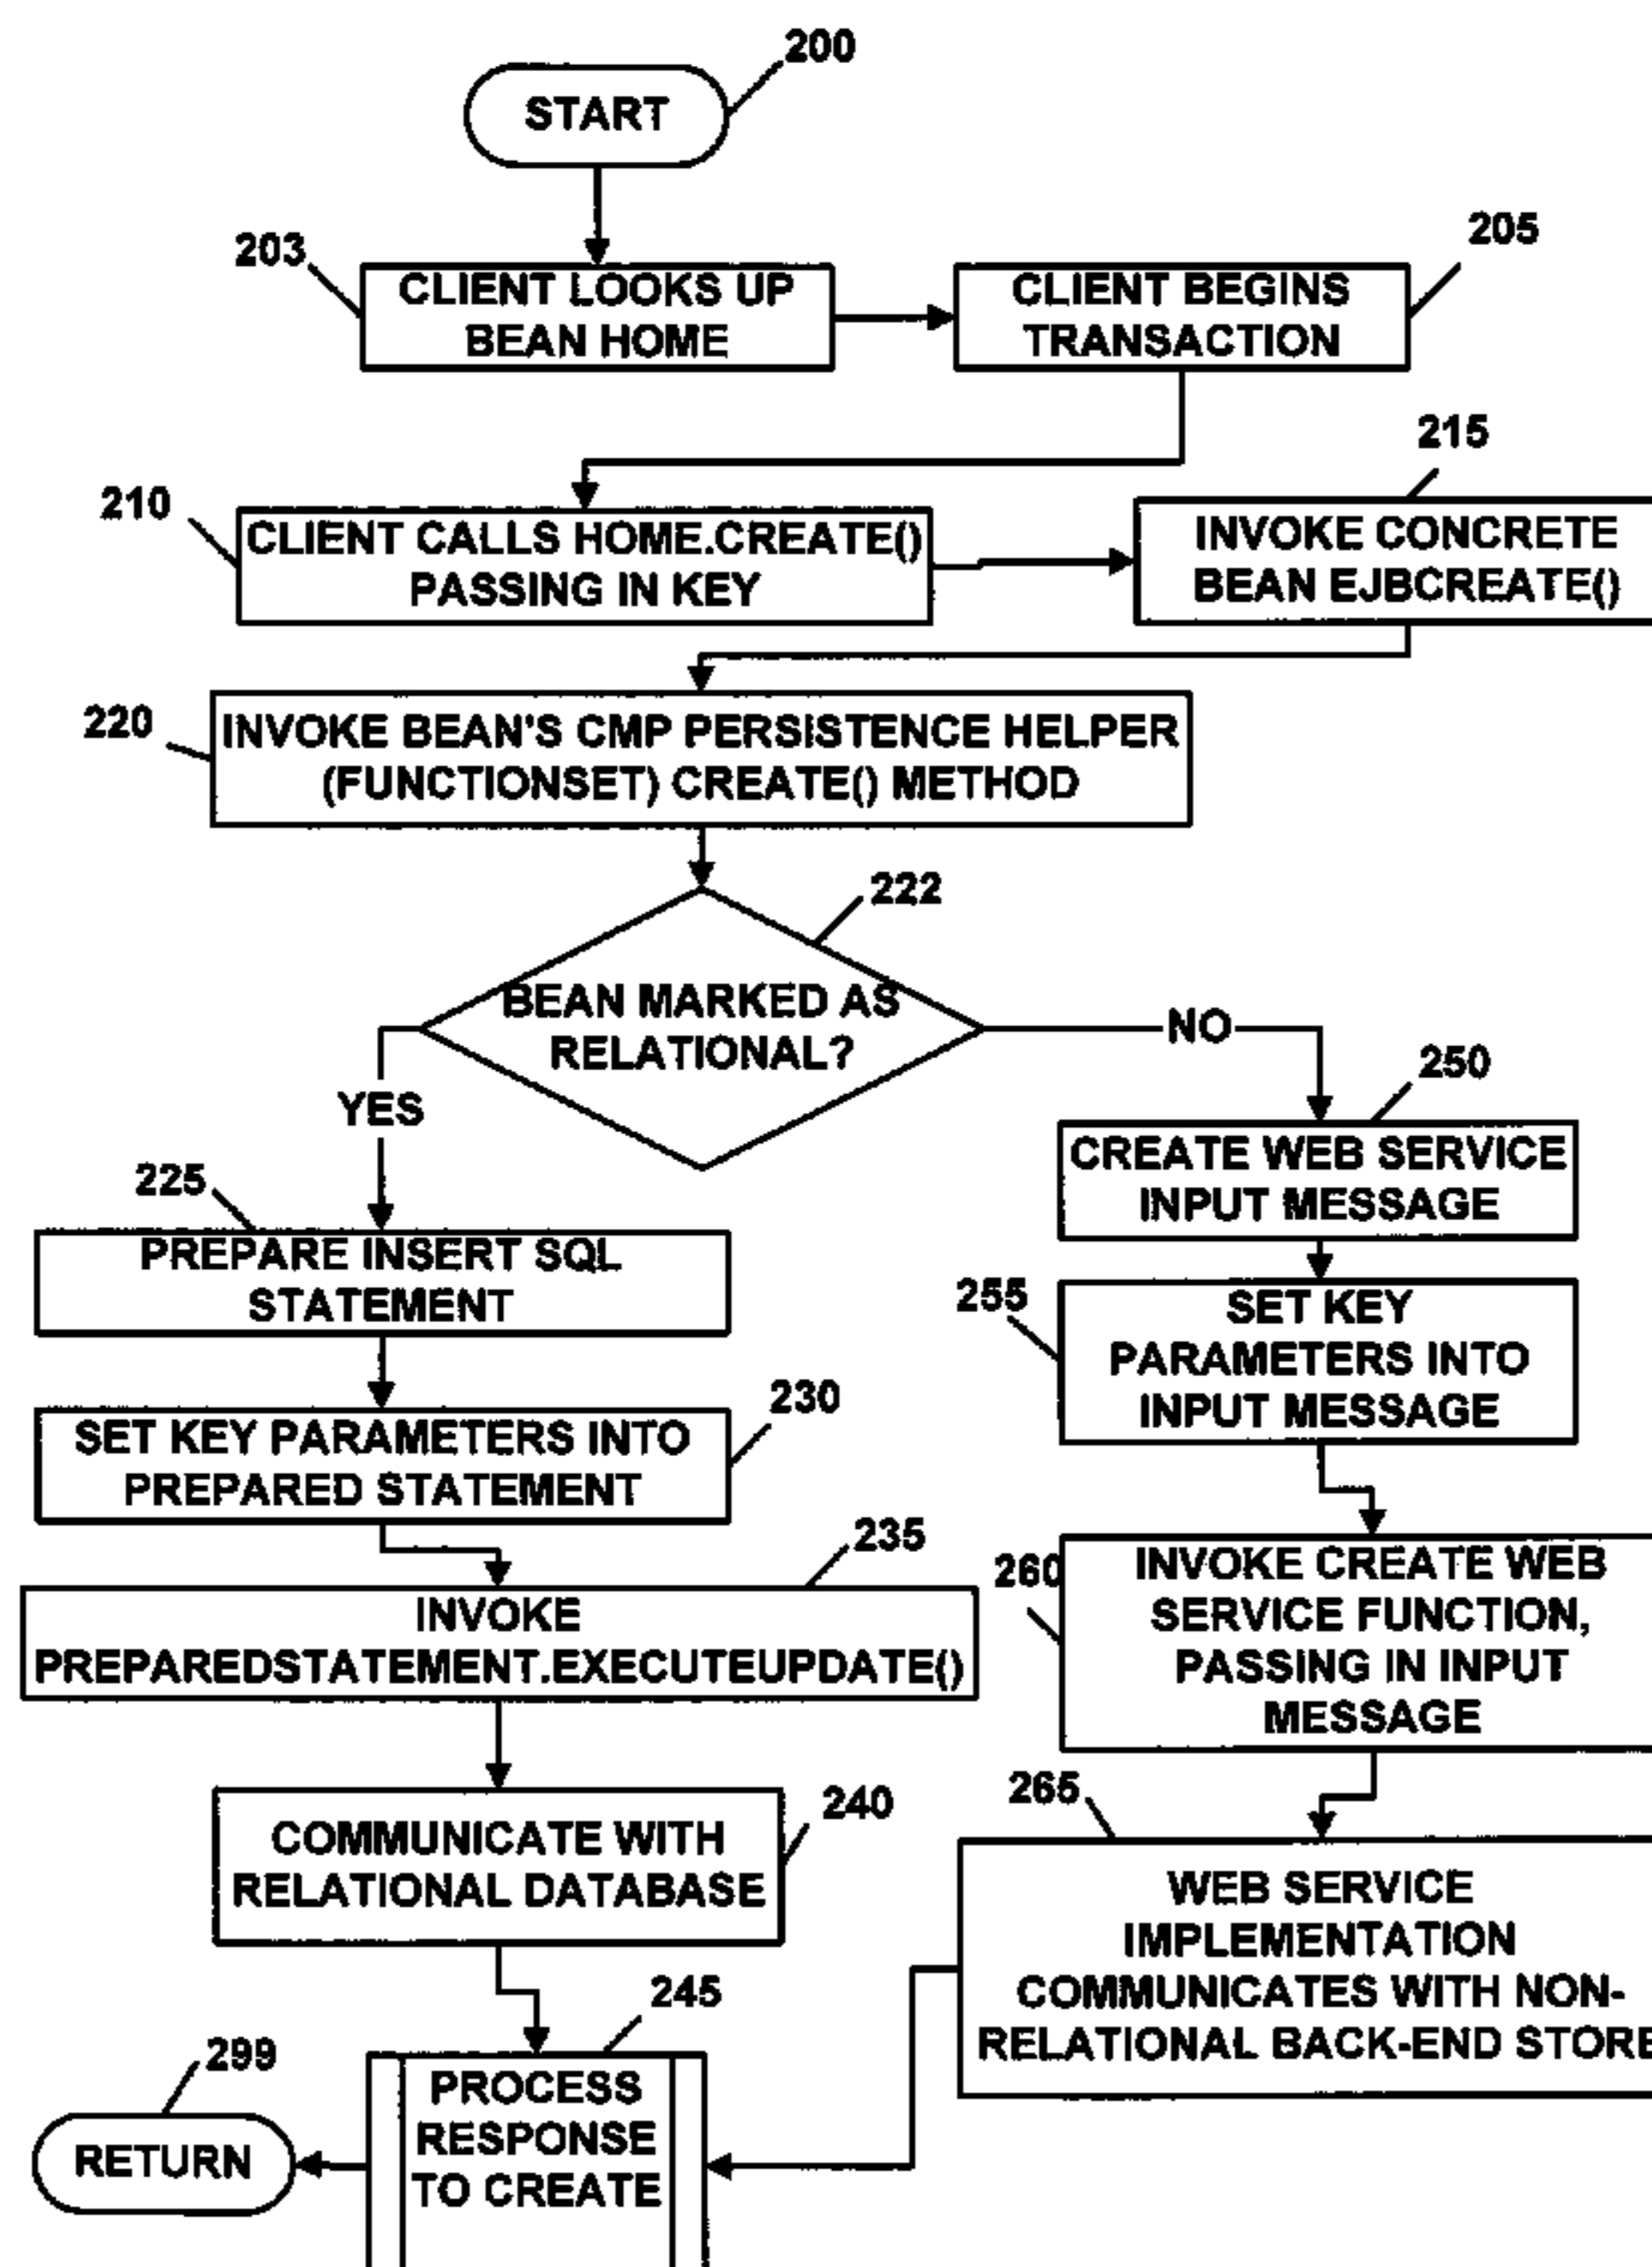 200
START
203
CLIENT LOOKS UP
BEAN HOME
205
CLIENT BEGINS
TRANSACTION
210
CLIENT CALLS HOME.CREATE()
PASSING IN KEY
215
INVOKE CONCRETE
BEAN EJBCREATE()
220
INVOKE BEAN'S CMP PERSISTENCE HELPER
(FUNCTIONSET) CREATE() METHOD
222
BEAN MARKED AS
RELATIONAL?
YES
NO
225
PREPARE INSERT SQL
STATEMENT
230
SET KEY PARAMETERS INTO
PREPARED STATEMENT
235
INVOKE
PREPAREDSTATEMENT.EXECUTEUPDATE()
240
COMMUNICATE WITH
RELATIONAL DATABASE
250
CREATE WEB SERVICE
INPUT MESSAGE
255
SET KEY
PARAMETERS INTO
INPUT MESSAGE
260
INVOKE CREATE WEB
SERVICE FUNCTION,
PASSING IN INPUT
MESSAGE
265
WEB SERVICE
IMPLEMENTATION
COMMUNICATES WITH NON-
RELATIONAL BACK-END STORE
245
PROCESS
RESPONSE
TO CREATE
299
RETURN